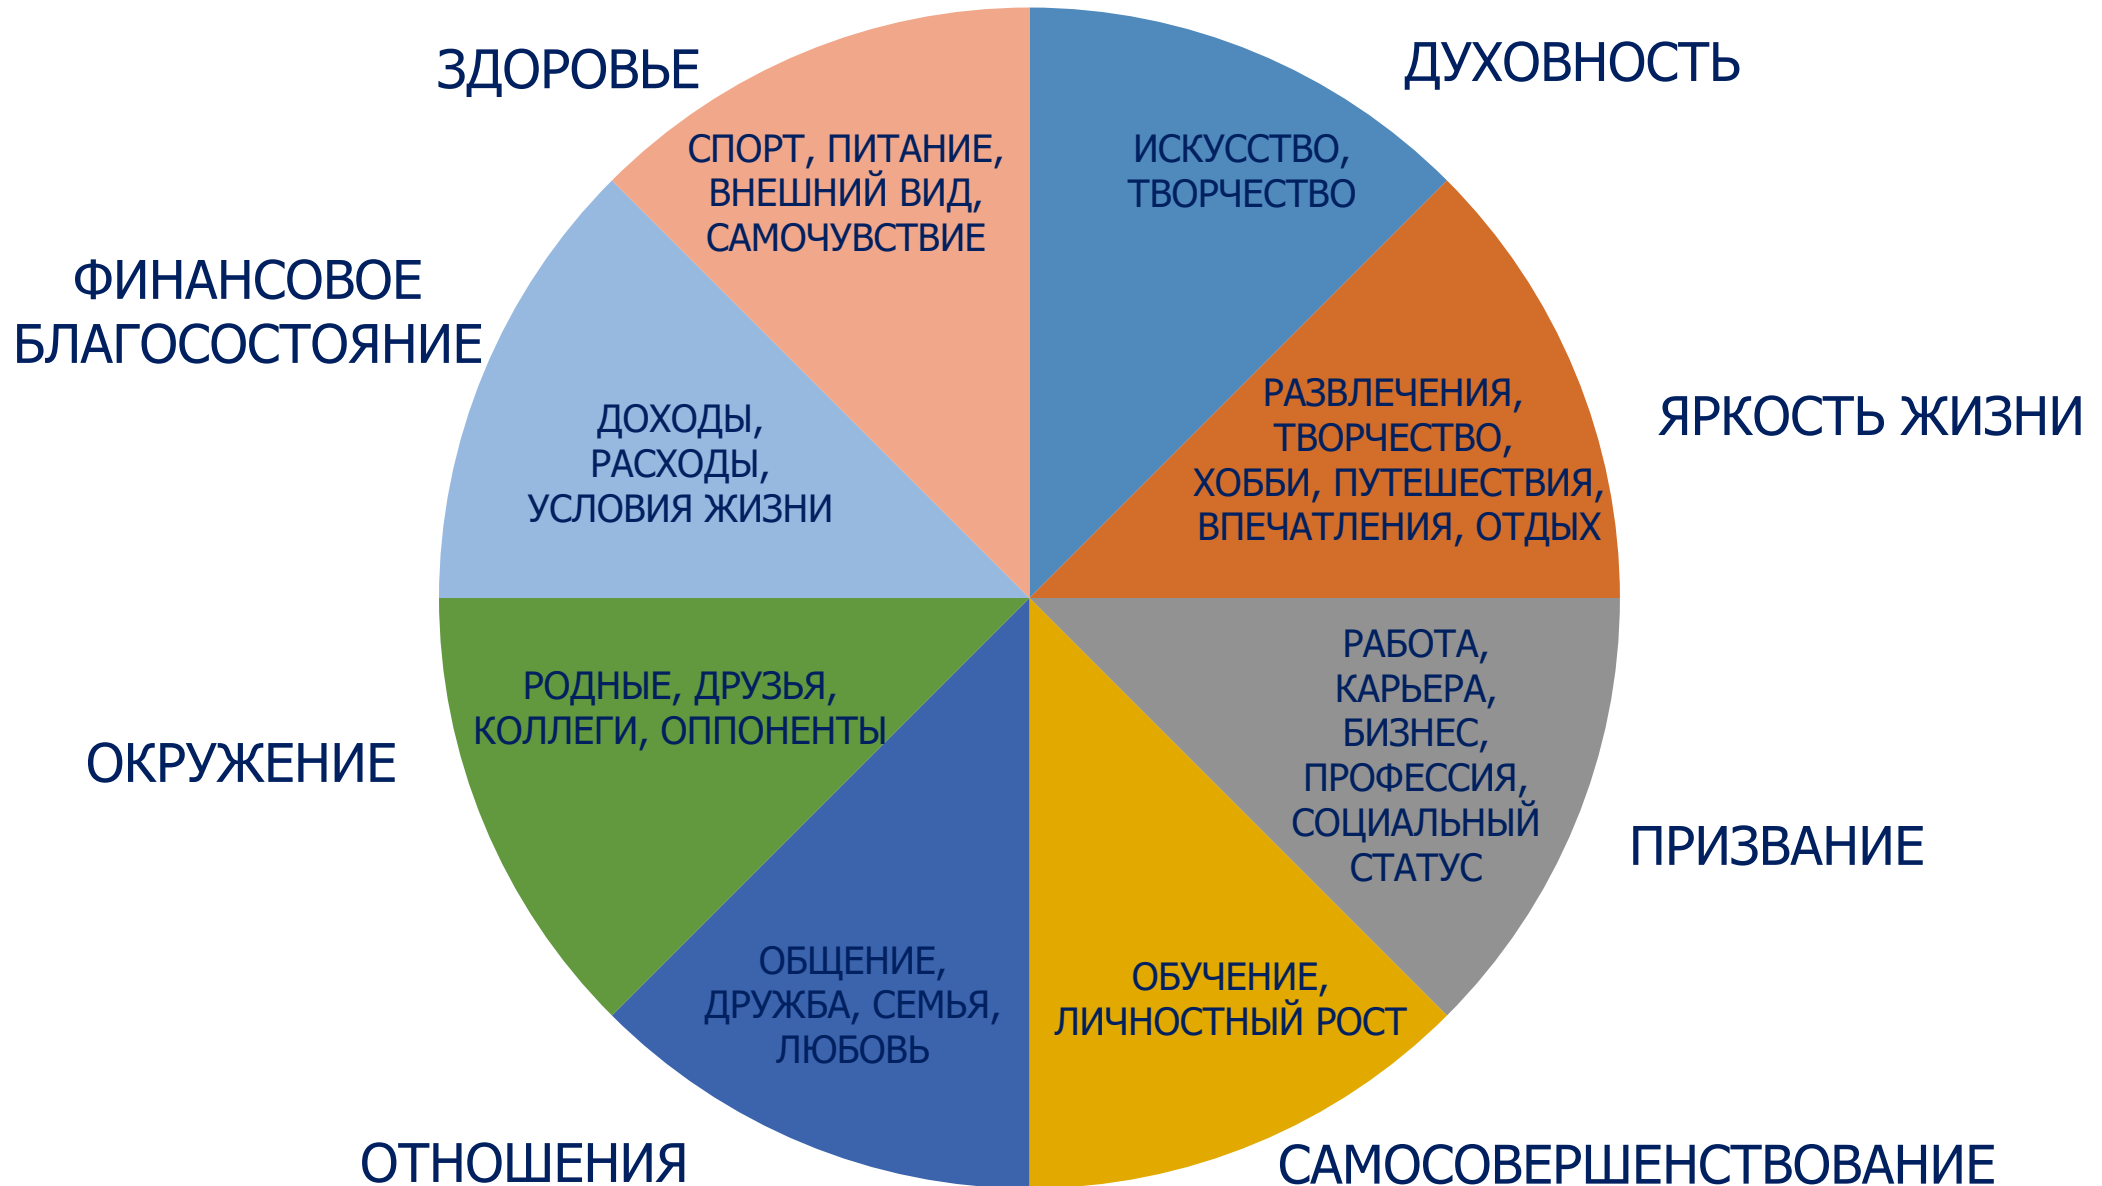 ЗДОРОВЬЕ
СПОРТ, ПИТАНИЕ,
ВНЕШНИЙ ВИД,
САМОЧУВСТВИЕ
ДУХОВНОСТЬ
ИСКУССТВО,
ТВОРЧЕСТВО
ФИНАНСОВОЕ
БЛАГОСОСТОЯНИЕ
ДОХОДЫ,
РАСХОДЫ,
УСЛОВИЯ ЖИЗНИ
РАЗВЛЕЧЕНИЯ,
ТВОРЧЕСТВО,
ХОББИ, ПУТЕШЕСТВИЯ,
ВПЕЧАТЛЕНИЯ, ОТДЫХ
ЯРКОСТЬ ЖИЗНИ
ОКРУЖЕНИЕ
РОДНЫЕ, ДРУЗЬЯ,
КОЛЛЕГИ, ОППОНЕНТЫ
РАБОТА,
КАРЬЕРА,
БИЗНЕС,
ПРОФЕССИЯ,
СОЦИАЛЬНЫЙ
СТАТУС
ПРИЗВАНИЕ
ОБЩЕНИЕ,
ДРУЖБА, СЕМЬЯ,
ЛЮБОВЬ
ОТНОШЕНИЯ
ОБУЧЕНИЕ,
ЛИЧНОСТНЫЙ РОСТ
САМОСОВЕРШЕНСТВОВАНИЕ